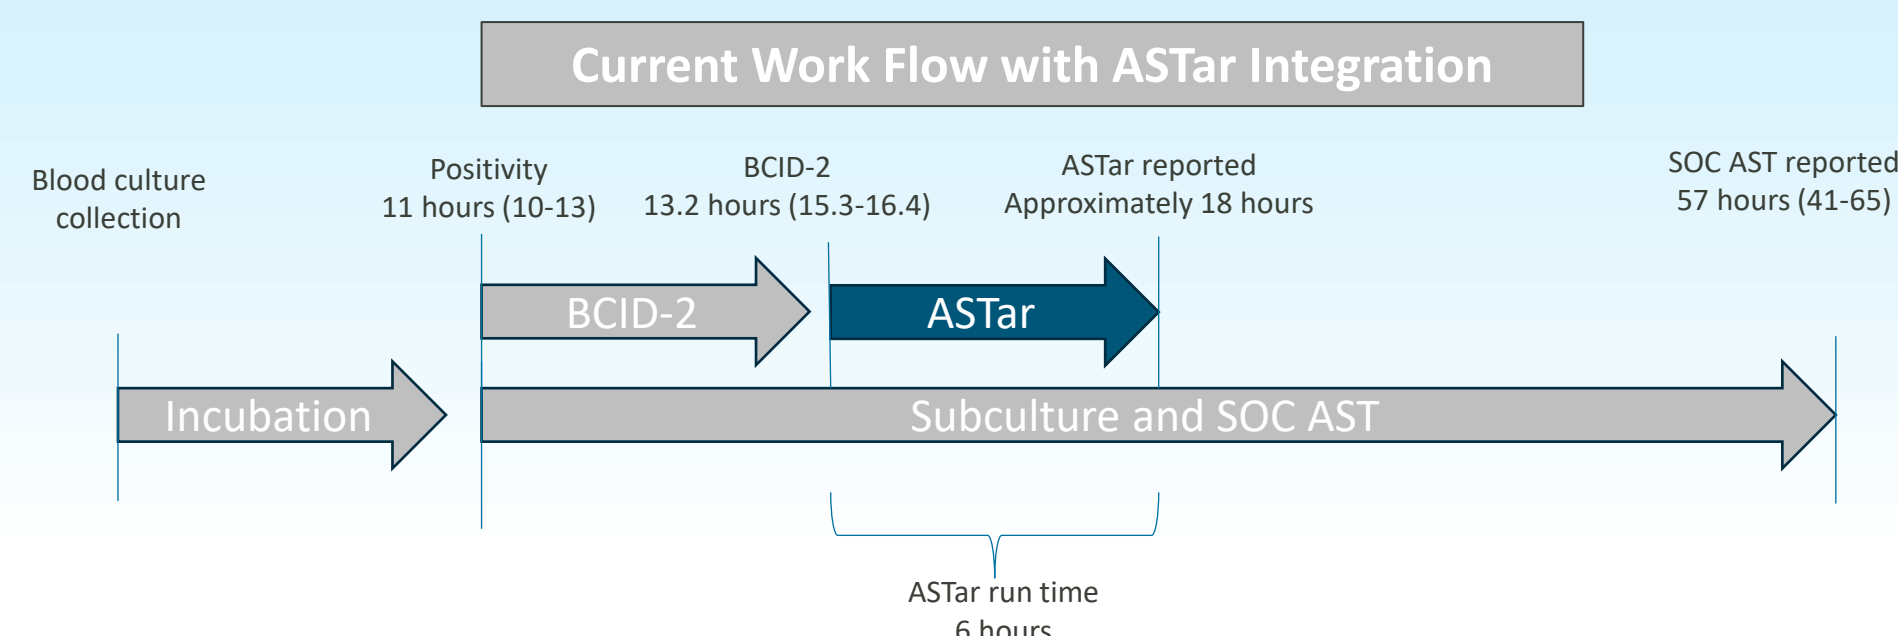 Current Work Flow with ASTar Integration
Blood culture
collection
Positivity
11 hours (10-13)
BCID-2
13.2 hours (15.3-16.4)
ASTar reported
Approximately 18 hours
SOC AST reported
57 hours (41-65)
BCID-2
ASTar
Incubation
Subculture and SOC AST
ASTar run time
6 hours